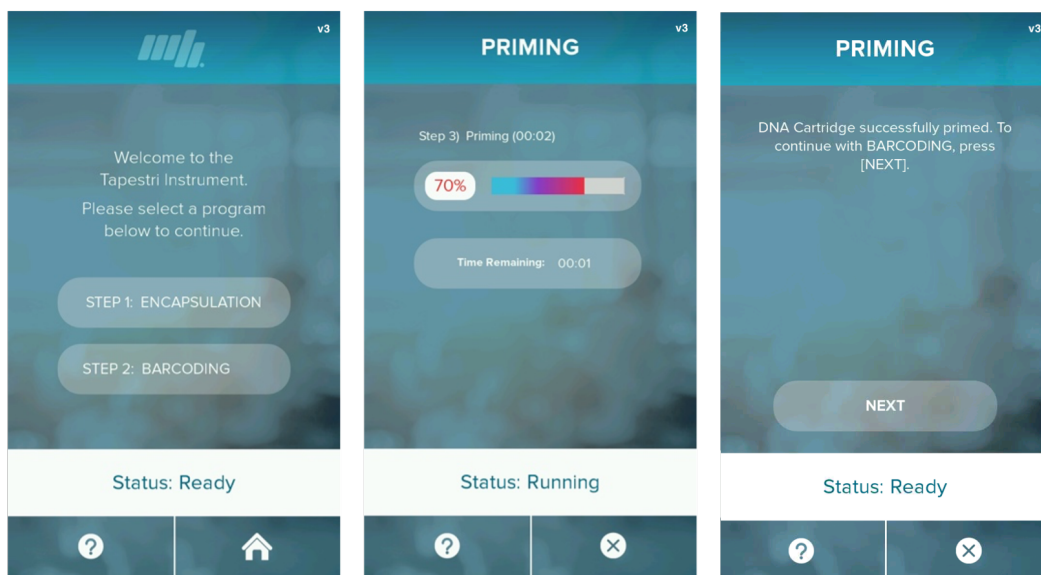 v3
Welcome to the
Tapestri Instrument.
Please select a program
below to continue.
STEP 1: ENCAPSULATION
STEP 2: BARCODING
Status: Ready
?
v3
PRIMING
Step 3) Priming (00:02)
70%
Time Remaining: 00:01
Status: Running
?
v3
PRIMING
DNA Cartridge successfully primed. To
continue with BARCODING, press
[NEXT].
NEXT
Status: Ready
?